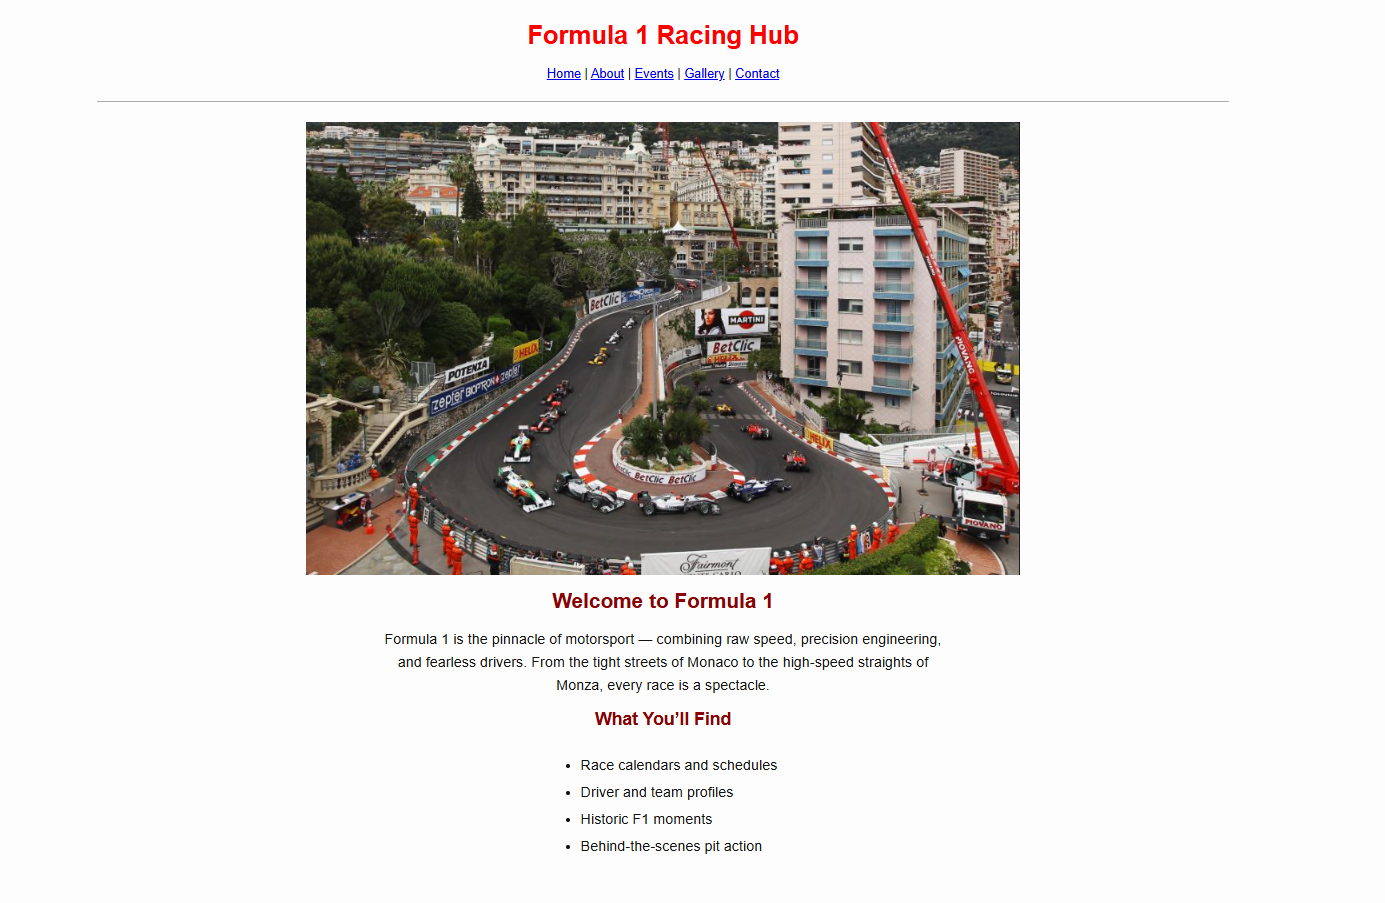 Formula 1 Racing Hub
Home | About | Events | Gallery | Contact
BetClic
MARTINI
BetClic
HELIX
HELIX
POTENZA
zepter BIOPTRON
PIOVANO
HELIX
BetClic BetClic
PIOVANO
Fairmont
Welcome to Formula 1
Formula 1 is the pinnacle of motorsport — combining raw speed, precision engineering,
and fearless drivers. From the tight streets of Monaco to the high-speed straights of
Monza, every race is a spectacle.
What You’ll Find
• Race calendars and schedules
• Driver and team profiles
• Historic F1 moments
• Behind-the-scenes pit action